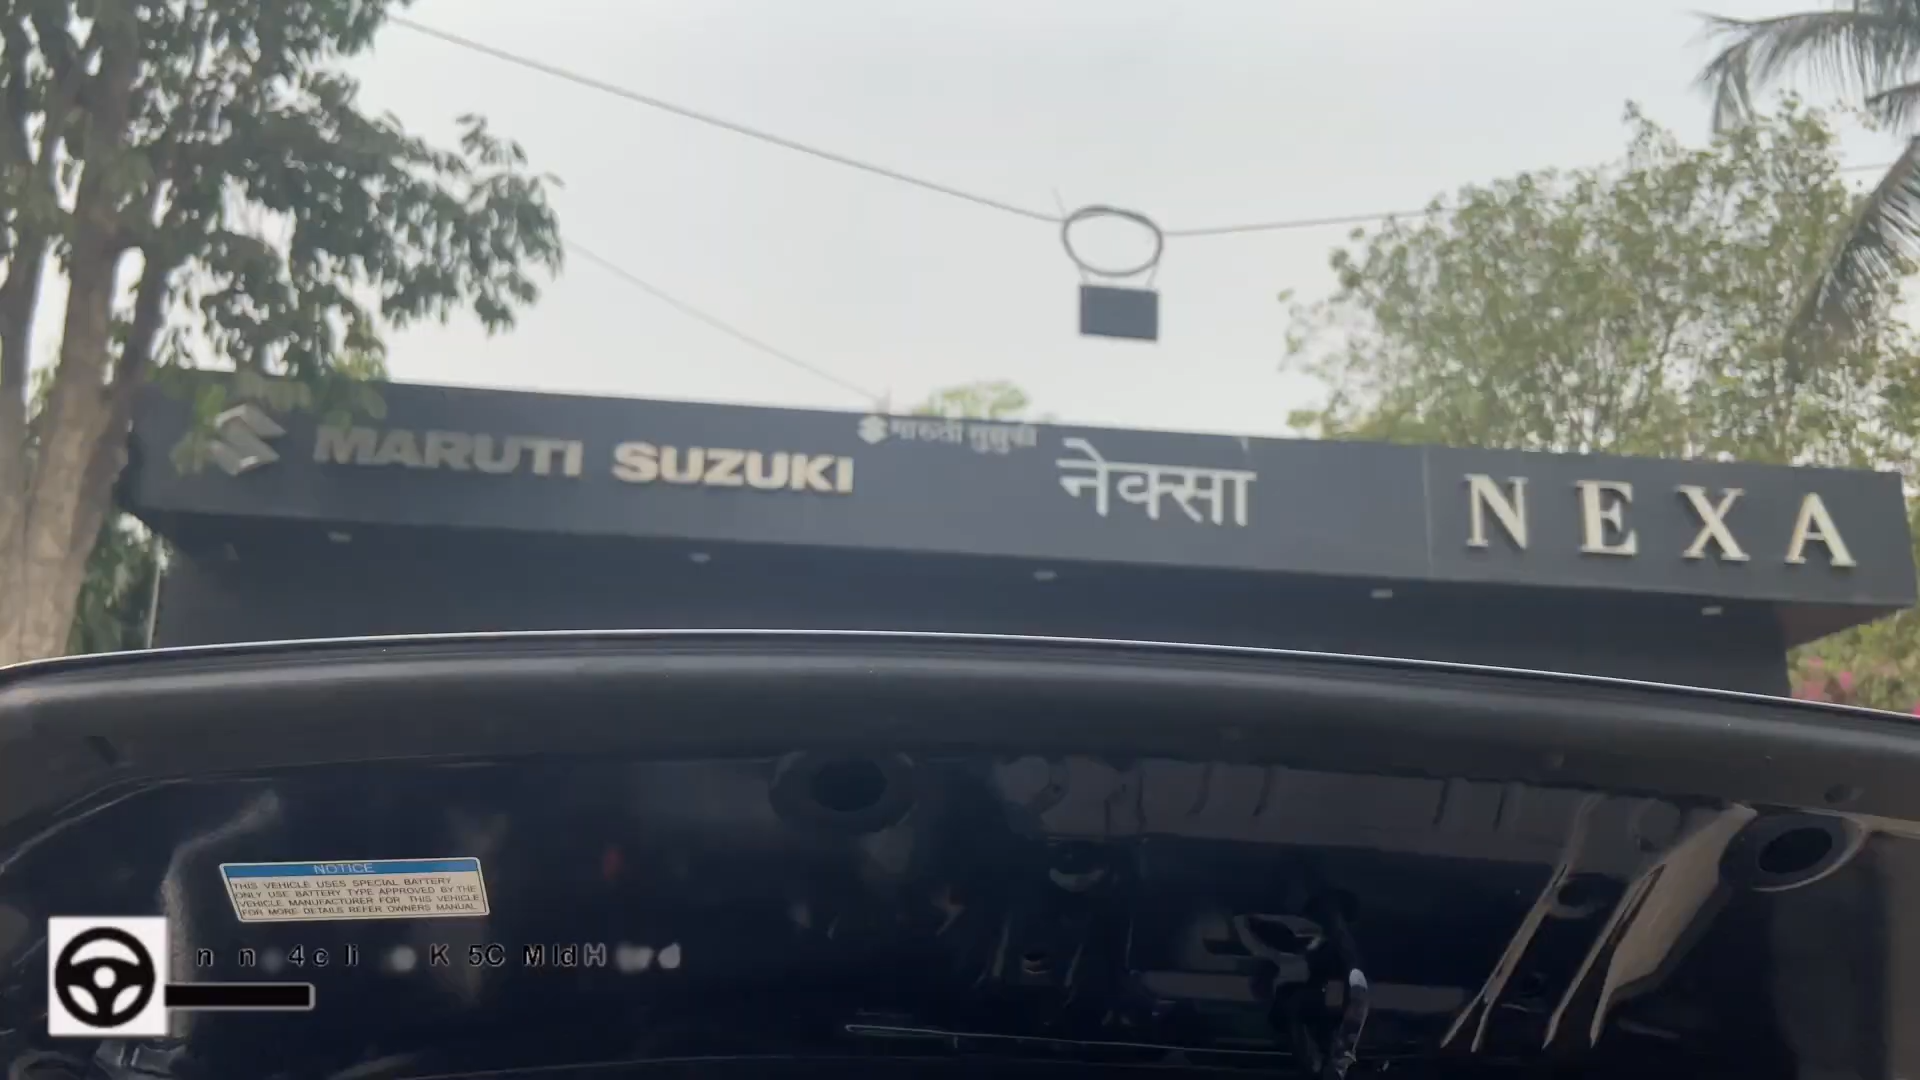 मारुती सुझुकी
MARUTI SUZUKI
नेक्सा
NEXA
NOTICE
THIS VEHICLE USES SPECIAL BATTERY
ONLY USE BATTERY TYPE APPROVED BY THE
VEHICLE MANUFACTURER FOR THIS VEHICLE
FOR MORE DETAILS REFER OWNERS MANUAL